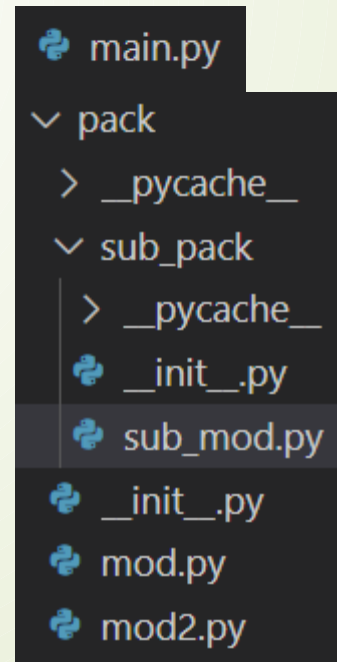 main.py
pack
__pycache__
sub_pack
__pycache__
__init__.py
sub_mod.py
__init__.py
mod.py
mod2.py